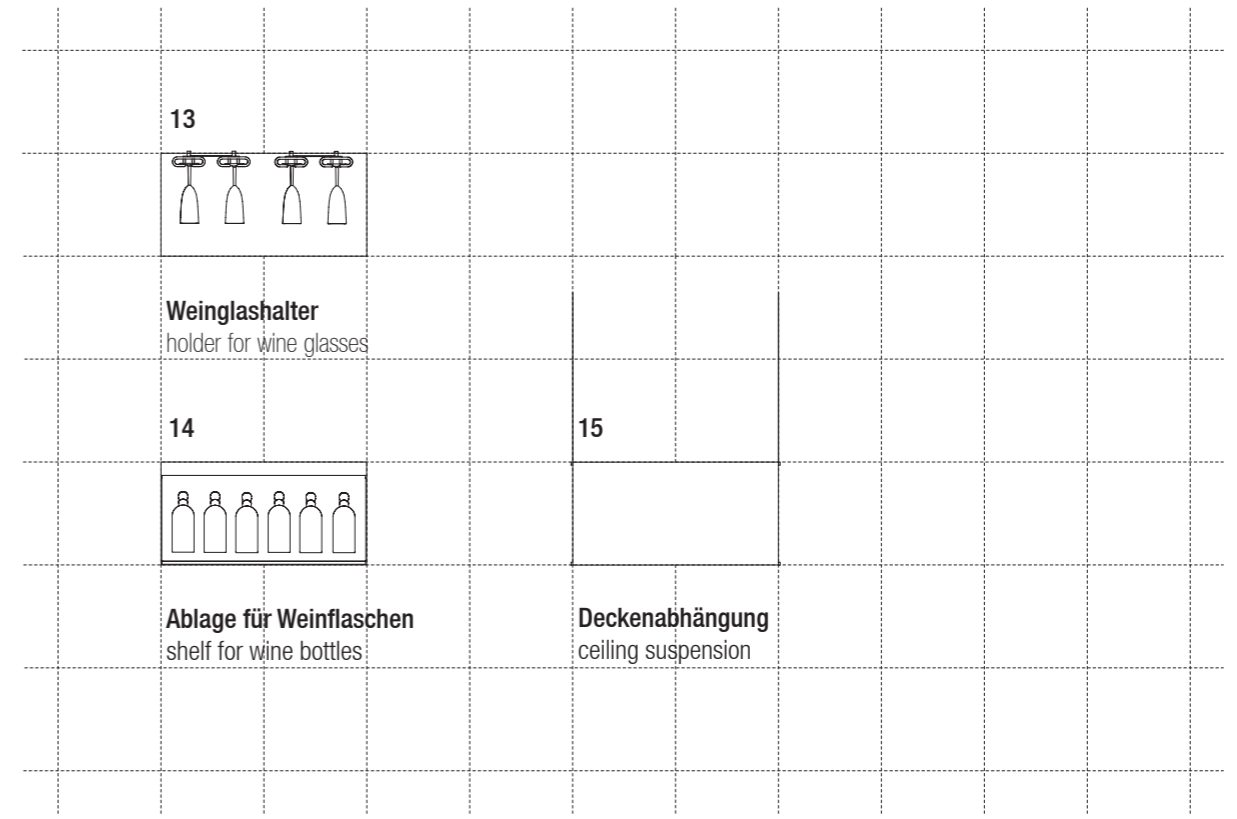 13
Weinglashalter
holder for wine glasses
14
Ablage für Weinflaschen
shelf for wine bottles
15
Deckenabhängung
ceiling suspension